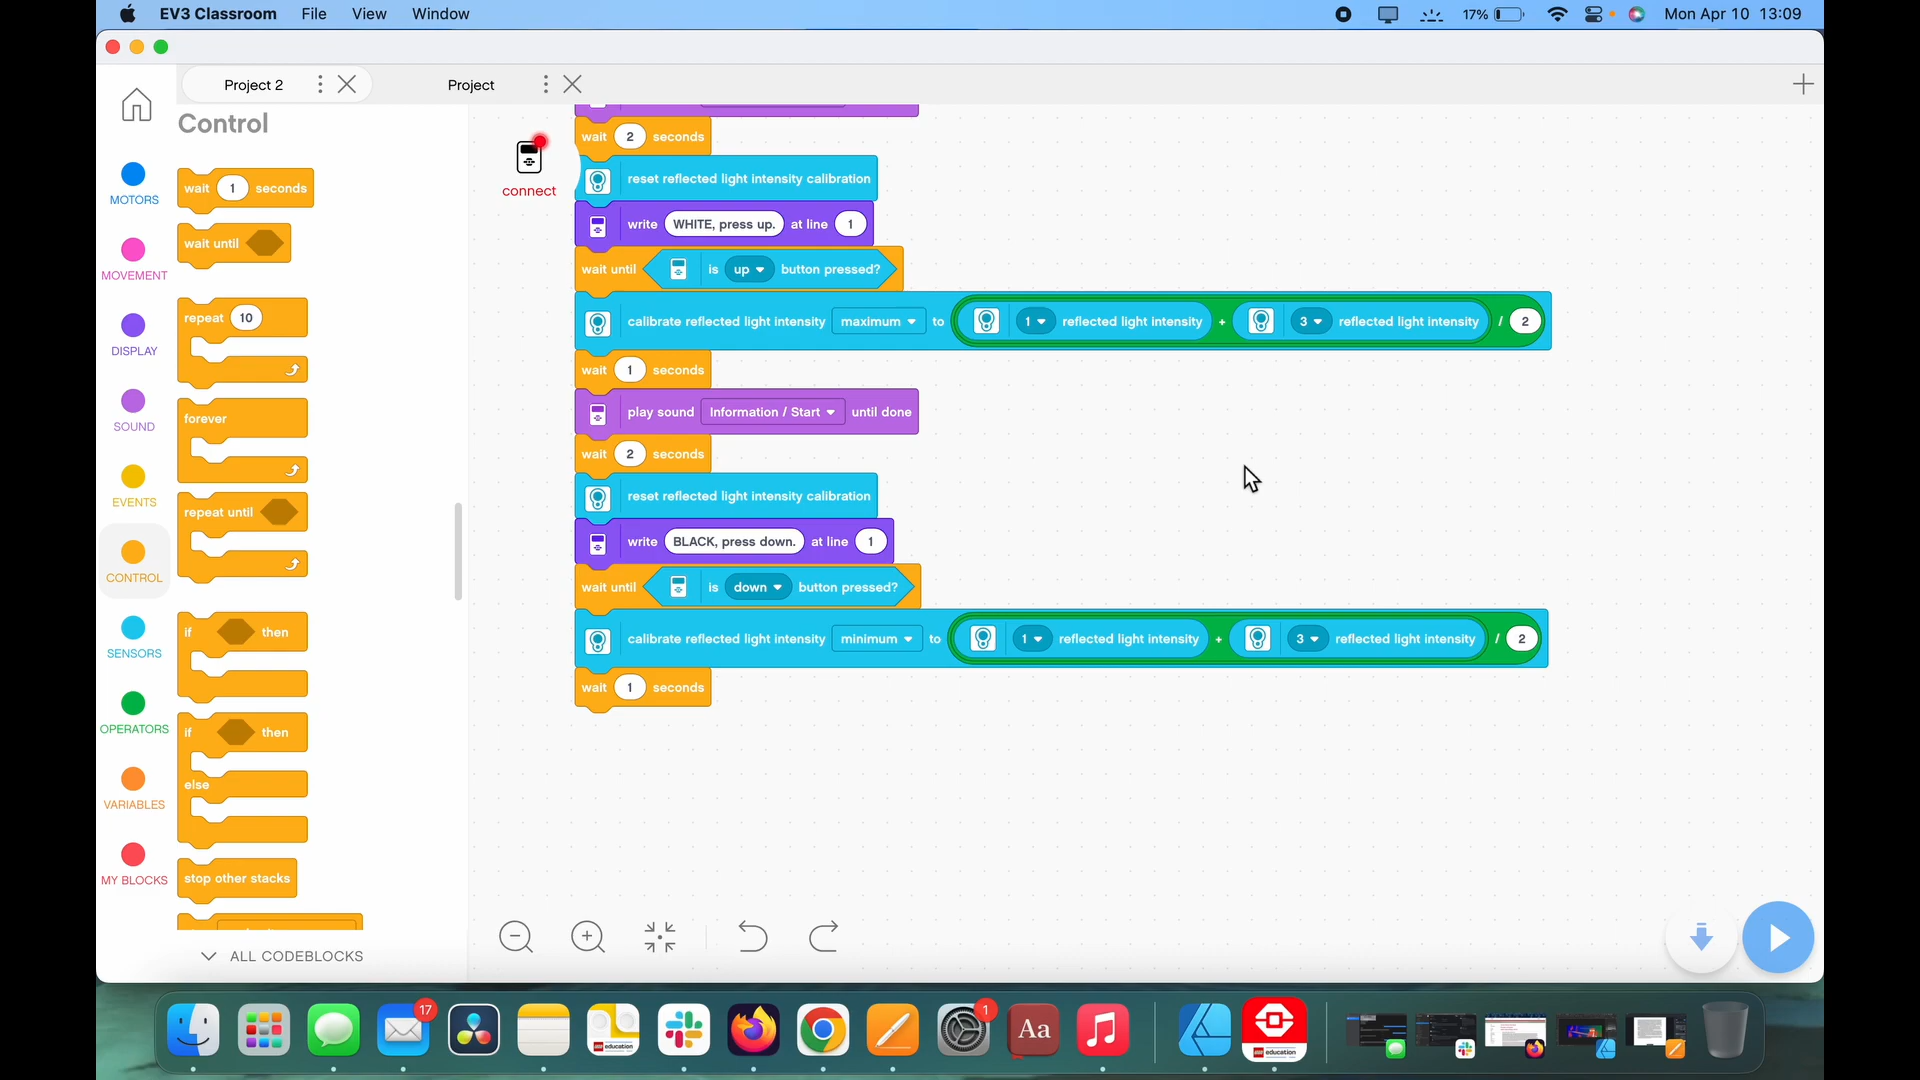 EV3 Classroom File View Window 17% Mon Apr 10 13:09
Project 2 Project
Control
connect
MOTORS
MOVEMENT
DISPLAY
SOUND
EVENTS
CONTROL
SENSORS
OPERATORS
VARIABLES
MY BLOCKS
wait 1 seconds
wait until
repeat 10
forever
repeat until
if then
if then
else
stop other stacks
ALL CODEBLOCKS
wait 2 seconds
reset reflected light intensity calibration
write WHITE, press up. at line 1
wait until is up button pressed?
calibrate reflected light intensity maximum to 1 reflected light intensity + 3 reflected light intensity / 2
wait 1 seconds
play sound Information / Start until done
wait 2 seconds
reset reflected light intensity calibration
write BLACK, press down. at line 1
wait until is down button pressed?
calibrate reflected light intensity minimum to 1 reflected light intensity + 3 reflected light intensity / 2
wait 1 seconds
17
1
Aa
education
education